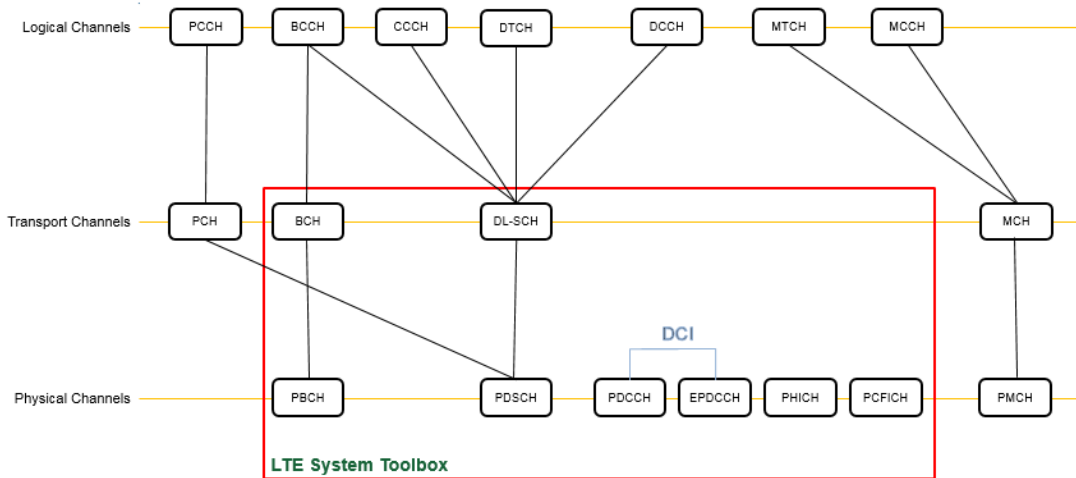 Logical Channels PCCH BCCH CCCH DTCH DCCH MTCH MCCH
Transport Channels PCH BCH DL-SCH MCH
DCI
Physical Channels PBCH PDSCH PDCCH EPDCCH PHICH PCFICH PMCH
LTE System Toolbox